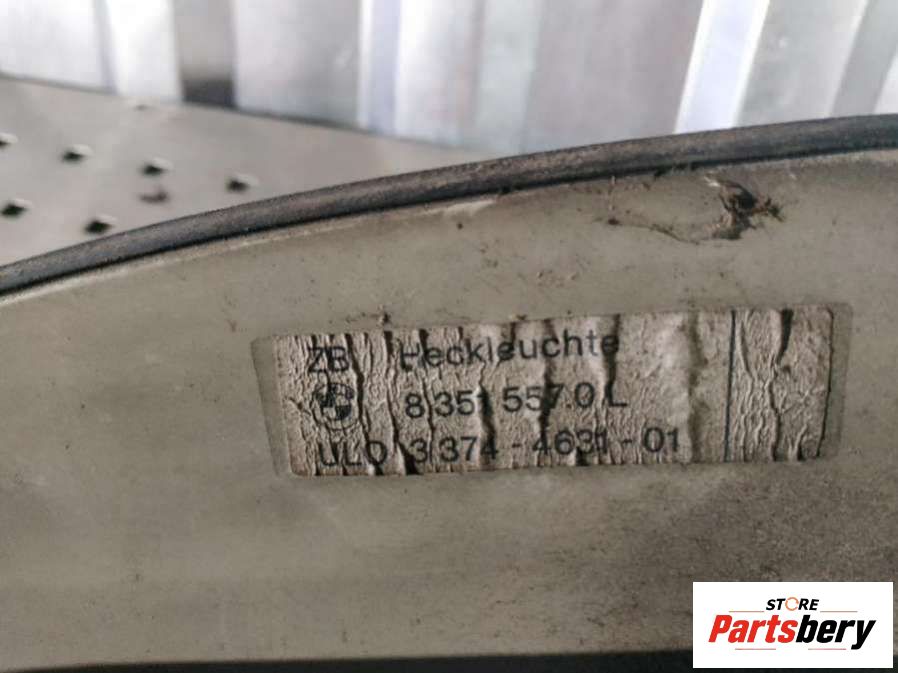 ZB Heckleuchte
8 351 557.0 L
ULO 3 374 - 4631 - 01
STORE
Partsbery